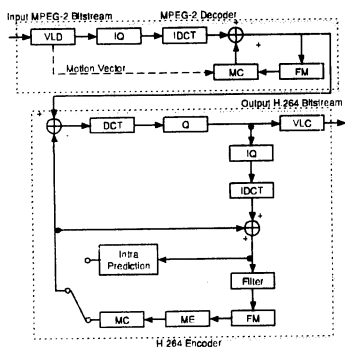 Input MPEG-2 Bitstream
MPEG-2 Decoder
VLD
IQ
IDCT
+
+
Motion Vector
MC
FM
Output H.264 Bitstream
+
DCT
Q
VLC
IQ
IDCT
+
+
Intra
Prediction
Filter
MC
ME
FM
H 264 Encoder